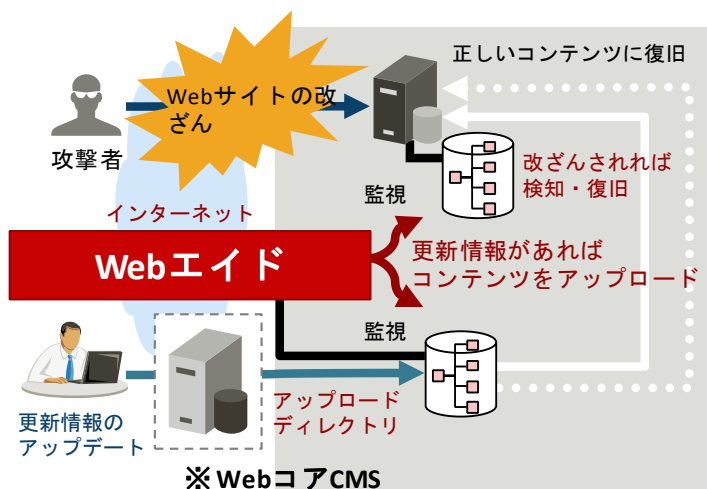 正しいコンテンツに復旧
Webサイトの改
ざん
攻撃者
改ざんされれば
検知・復旧
監視
インターネット
Webエイド
更新情報があれば
コンテンツをアップロード
監視
アップロード
ディレクトリ
更新情報の
アップデート
※WebコアCMS